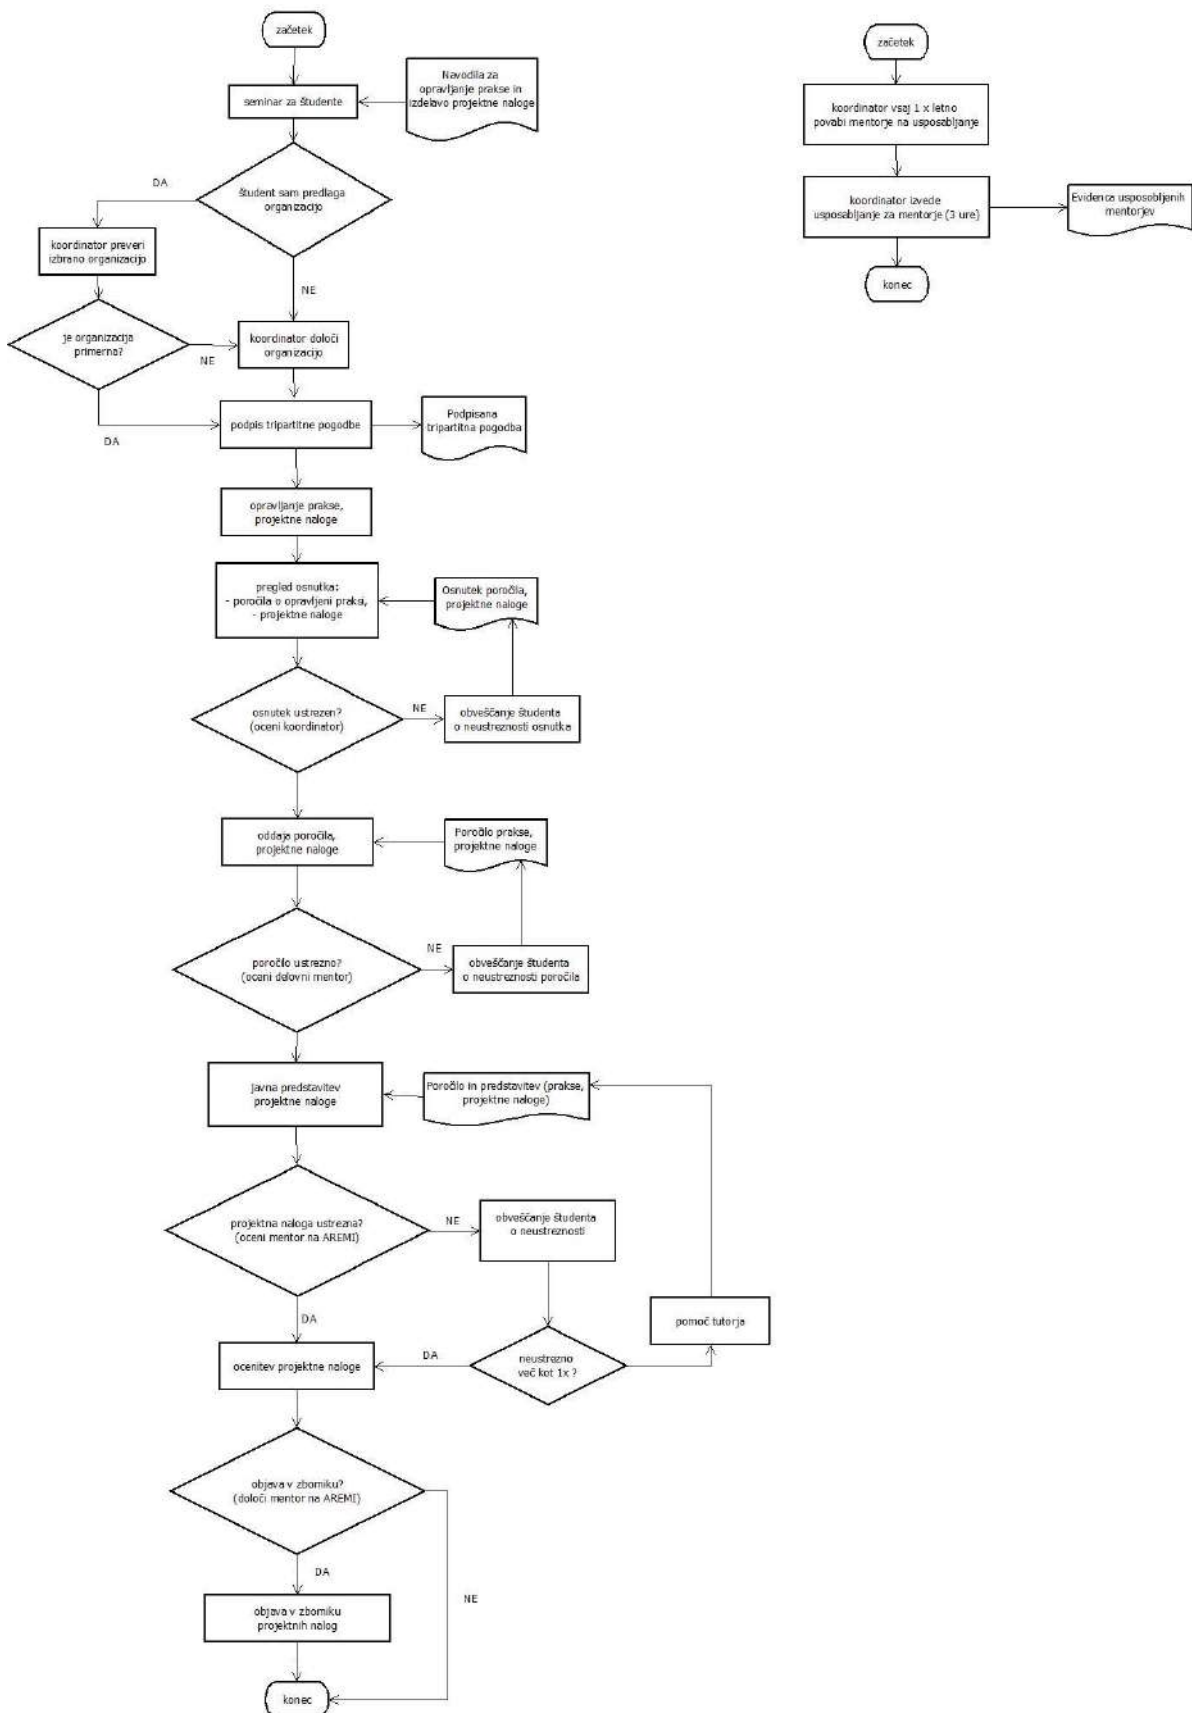 začetek
seminar za študente
Navodila za
opravljanje prakse in
izdelavo projektne naloge
DA
študent sam predlaga
organizacijo
koordinator preveri
izbrano organizacijo
NE
je organizacija
primerna?
NE
koordinator določi
organizacijo
DA
podpis tripartitne pogodbe
Podpisana
tripartitna pogodba
opravljanje prakse,
projektne naloge
pregled osnutka:
- poročila o opravljeni praksi,
- projektne naloge
Osnutek poročila,
projektne naloge
osnutek ustrezen?
(oceni koordinator)
NE
obveščanje študenta
o neustreznosti osnutka
oddaja poročila,
projektne naloge
Poročilo prakse,
projektne naloge
poročilo ustrezno?
(oceni delovni mentor)
NE
obveščanje študenta
o neustreznosti poročila
javna predstavitev
projektne naloge
Poročilo in predstavitev (prakse,
projektne naloge)
projektna naloga ustrezna?
(oceni mentor na AREMI)
NE
obveščanje študenta
o neustreznosti
DA
pomoč tutorja
ocenitev projektne naloge
DA
neustrezno
več kot 1x ?
objava v zborniku?
(določi mentor na AREMI)
DA
NE
objava v zborniku
projektnih nalog
konec
začetek
koordinator vsaj 1 x letno
povabi mentorje na usposabljanje
koordinator izvede
usposabljanje za mentorje (3 ure)
Evidenca usposobljenih
mentorjev
konec